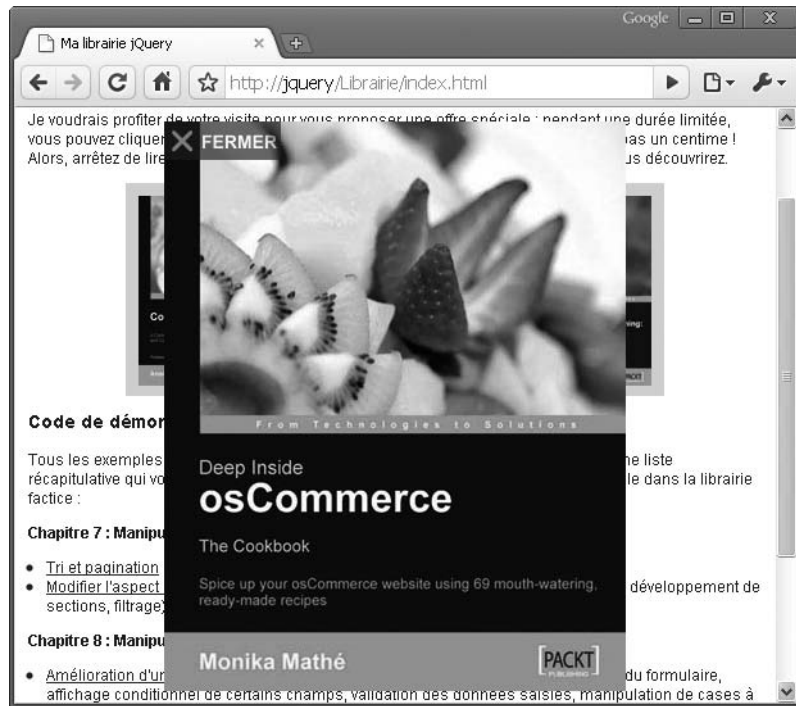 Google
Ma librairie jQuery
http://jquery/Librairie/index.html
Je voudrais profiter de votre visite pour vous proposer une offre spéciale : pendant une durée limitée,
vous pouvez cliquer pas un centime !
Alors, arrêtez de lire us découvrirez.
FERMER
From Technologies to Solutions
Deep Inside
osCommerce
The Cookbook
Spice up your osCommerce website using 69 mouth-watering,
ready-made recipes
Monika Mathé
PACKT
PUBLISHING
Co
ing:
PACKT
Code de démor
Tous les exemples ne liste
récapitulative qui vo le dans la librairie
factice :
Chapitre 7 : Manipu
Tri et pagination
Modifier l'aspect développement de
sections, filtrage)
Chapitre 8 : Manipu
Amélioration d'un du formulaire,
affichage conditionnel de certains champs, validation des données saisies, manipulation de cases à